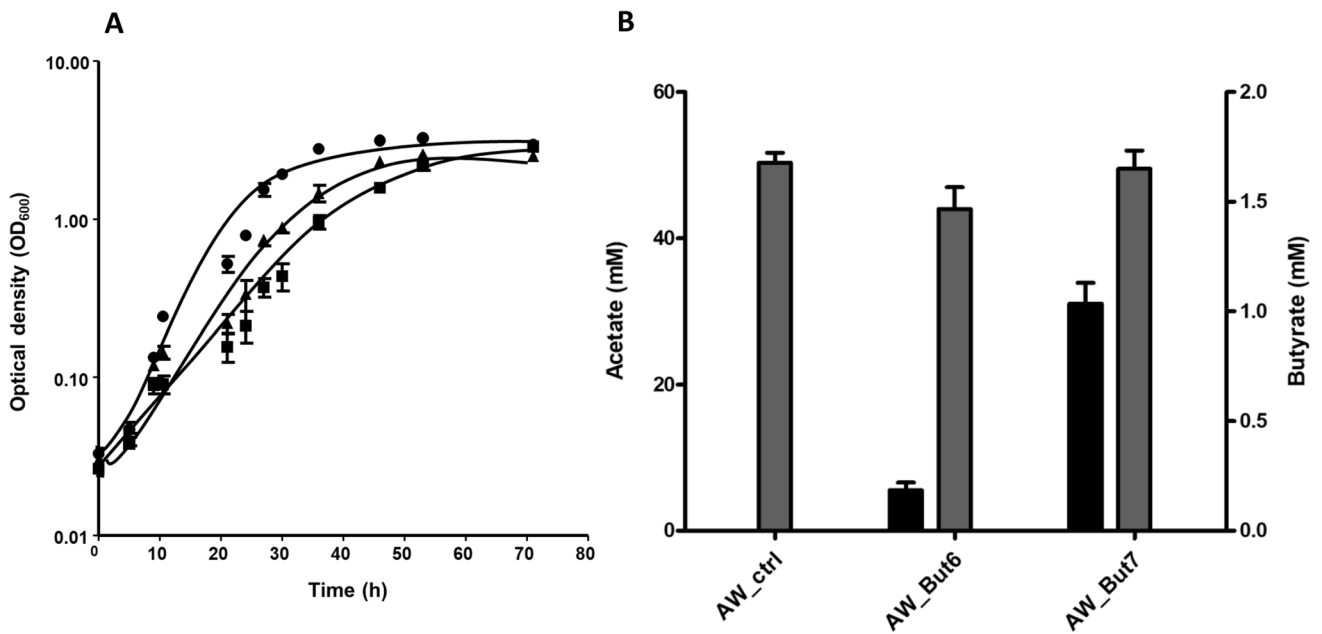 A
10.00
1.00
0.10
0.01
0
10
20
30
40
50
60
70
80
Optical density (OD600)
Time (h)
B
60
40
20
0
Acetate (mM)
2.0
1.5
1.0
0.5
0.0
Butyrate (mM)
AW_ctrl
AW_But6
AW_But7